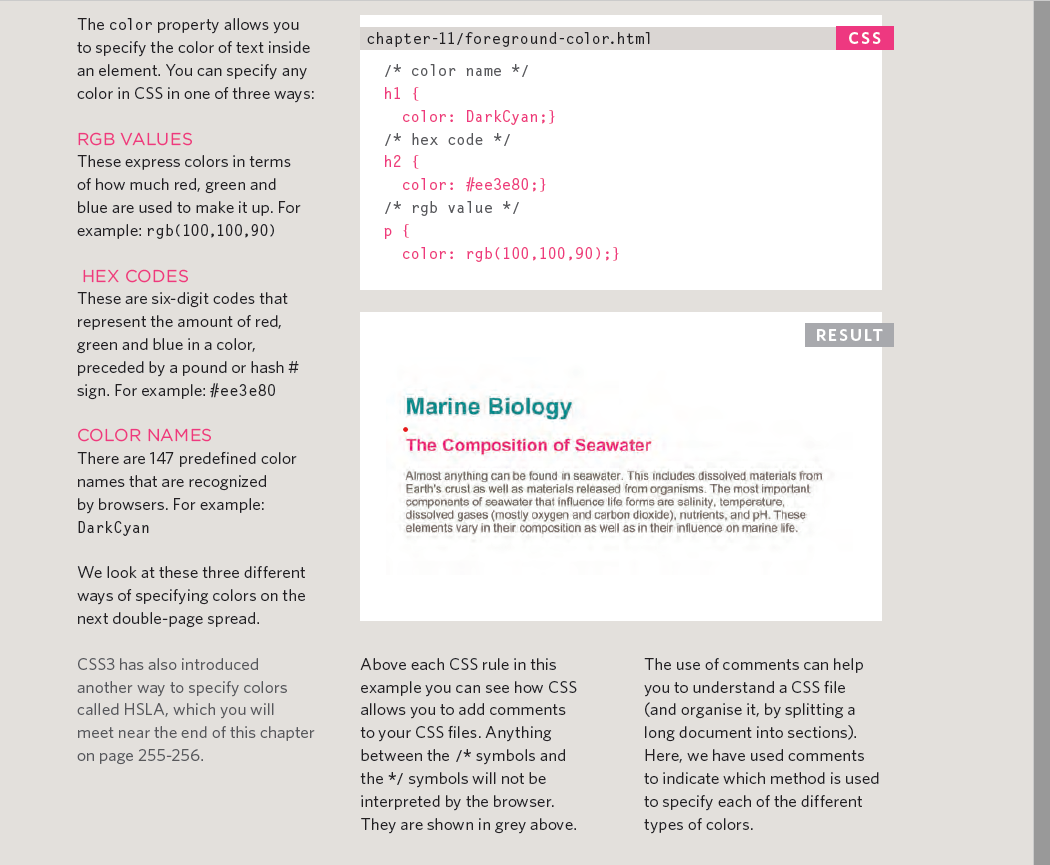 The color property allows you
to specify the color of text inside
an element. You can specify any
color in CSS in one of three ways:
RGB VALUES
These express colors in terms
of how much red, green and
blue are used to make it up. For
example: rgb(100,100,90)
HEX CODES
These are six-digit codes that
represent the amount of red,
green and blue in a color,
preceded by a pound or hash #
sign. For example: #ee3e80
COLOR NAMES
There are 147 predefined color
names that are recognized
by browsers. For example:
DarkCyan
We look at these three different
ways of specifying colors on the
next double-page spread.
CSS3 has also introduced
another way to specify colors
called HSLA, which you will
meet near the end of this chapter
on page 255-256.
chapter-11/foreground-color.html
CSS
/* color name */
h1 {
color: DarkCyan;}
/* hex code */
h2 {
color: #ee3e80;}
/* rgb value */
p {
color: rgb(100,100,90);}
RESULT
Marine Biology
The Composition of Seawater
Almost anything can be found in seawater. This includes dissolved materials from
Earth's crust as well as materials released from organisms. The most important
components of seawater that influence life forms are salinity, temperature,
dissolved gases (mostly oxygen and carbon dioxide), nutrients, and pH. These
elements vary in their composition as well as in their influence on marine life.
Above each CSS rule in this
example you can see how CSS
allows you to add comments
to your CSS files. Anything
between the /* symbols and
the */ symbols will not be
interpreted by the browser.
They are shown in grey above.
The use of comments can help
you to understand a CSS file
(and organise it, by splitting a
long document into sections).
Here, we have used comments
to indicate which method is used
to specify each of the different
types of colors.